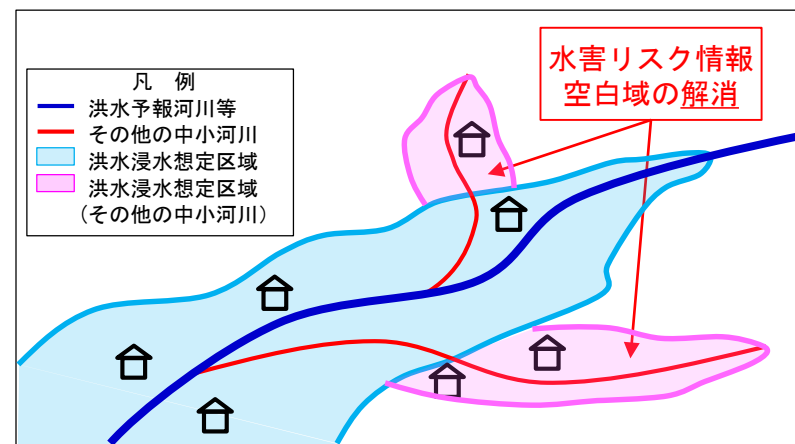 凡 例
洪水予報河川等
その他の中小河川
洪水浸水想定区域
洪水浸水想定区域
（その他の中小河川）
水害リスク情報
空白域の解消